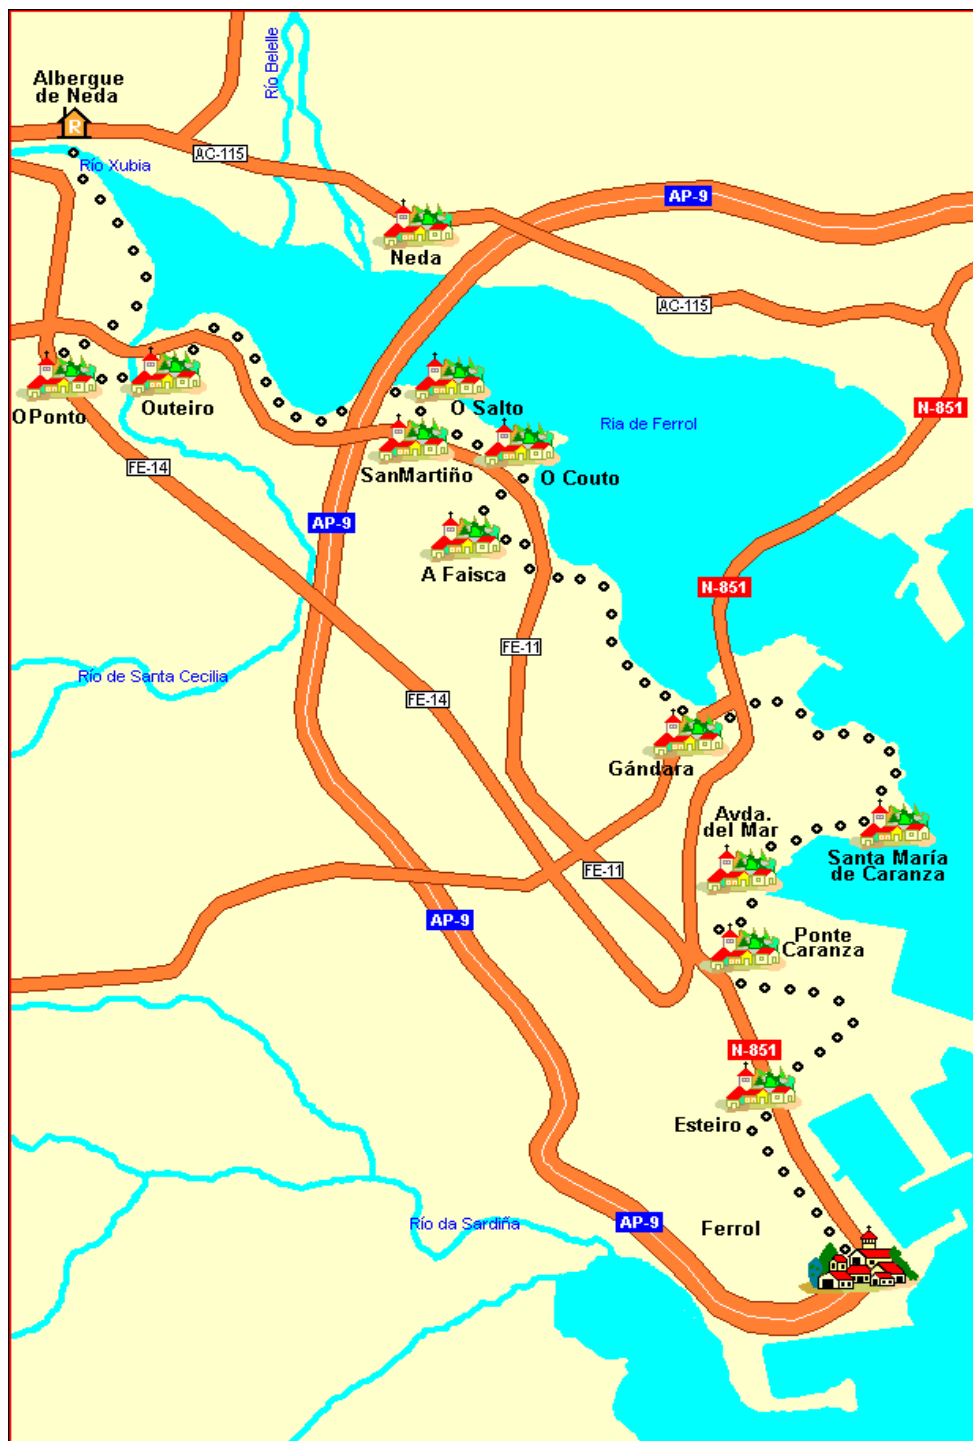 Río Belelle
Albergue
de Neda
R
AC-115
Río Xubia
AP-9
Neda
AC-115
O Salto
N-851
OPonto
Outeiro
Ria de Ferrol
FE-14
SanMartiño
O Couto
AP-9
A Faisca
N-851
FE-11
Río de Santa Cecilia
FE-14
Gándara
Avda.
del Mar
Santa María
de Caranza
FE-11
AP-9
Ponte
Caranza
N-851
Esteiro
Río da Sardiña
AP-9
Ferrol